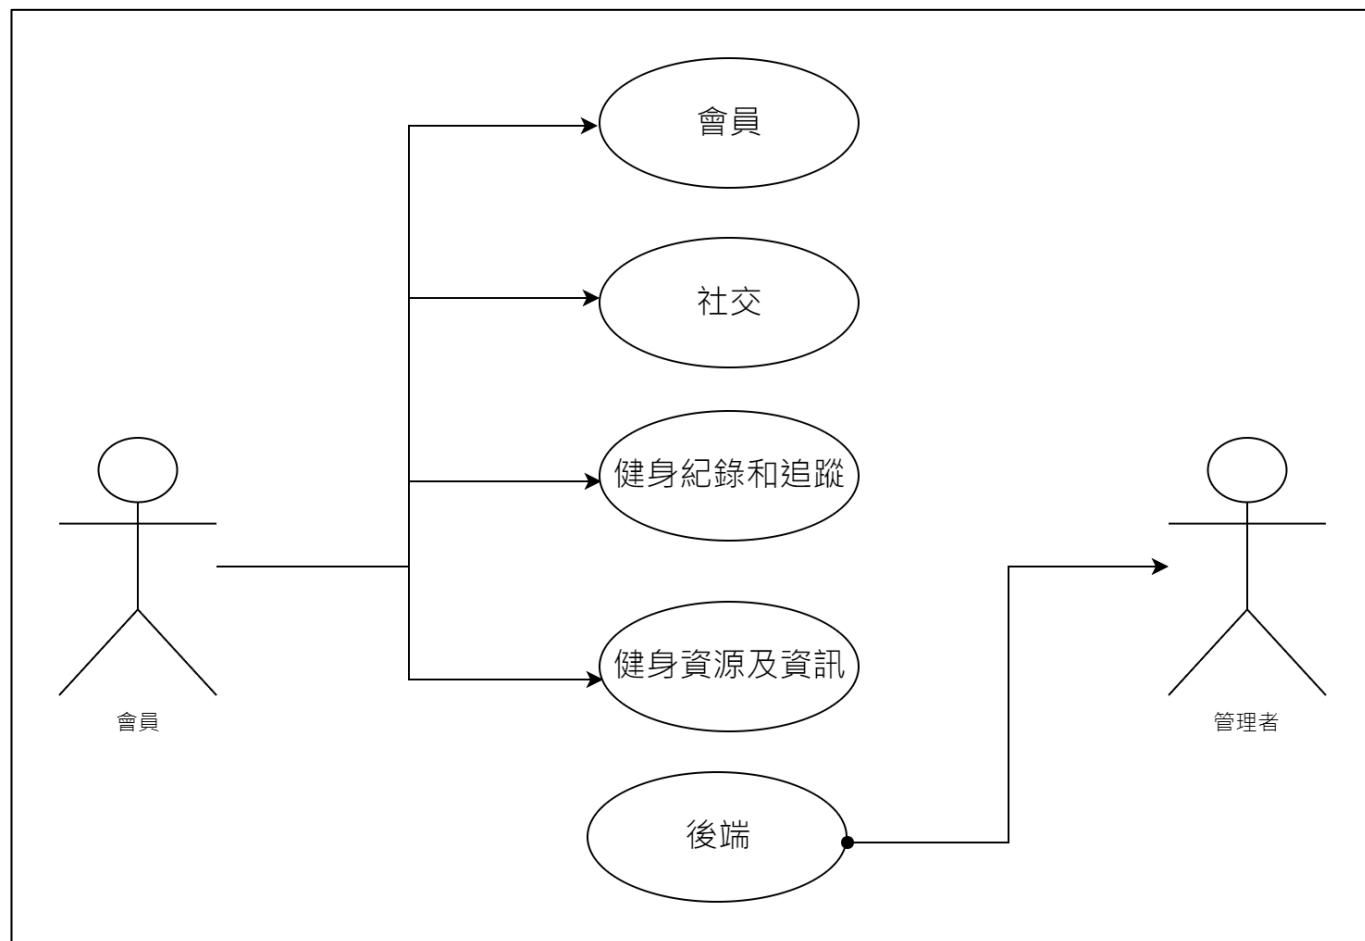 會員
社交
健身紀錄和追蹤
健身資源及資訊
會員
管理者
後端